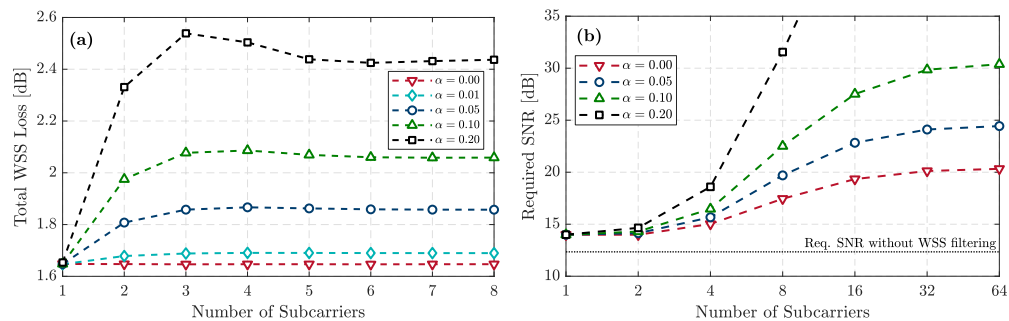 (a)
Total WSS Loss [dB]
2.6
2.4
2.2
2
1.8
1.6
α = 0.00
α = 0.01
α = 0.05
α = 0.10
α = 0.20
1 2 3 4 5 6 7 8
Number of Subcarriers
(b)
Required SNR [dB]
35
30
25
20
15
10
α = 0.00
α = 0.05
α = 0.10
α = 0.20
Req. SNR without WSS filtering
1 2 4 8 16 32 64
Number of Subcarriers